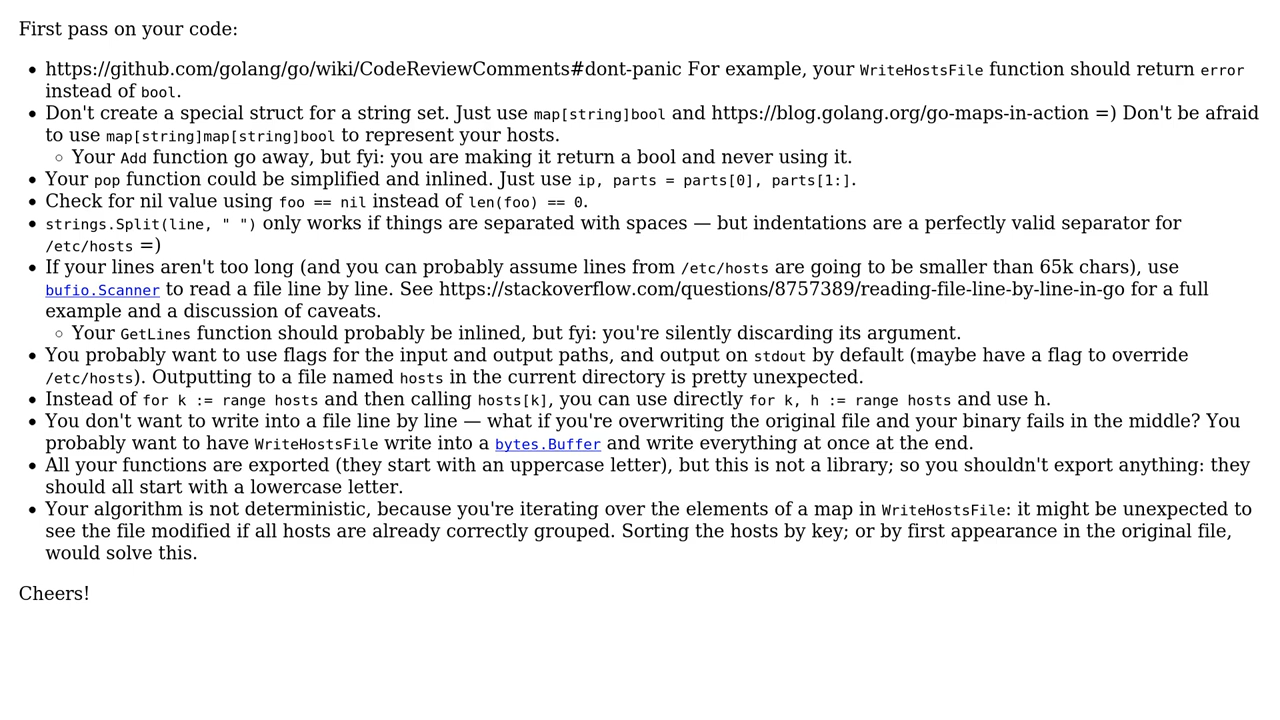 First pass on your code:
https://github.com/golang/go/wiki/CodeReviewComments#dont-panic For example, your WriteHostsFile function should return error
instead of bool.
Don't create a special struct for a string set. Just use map[string]bool and https://blog.golang.org/go-maps-in-action =) Don't be afraid
to use map[string]map[string]bool to represent your hosts.
Your Add function go away, but fyi: you are making it return a bool and never using it.
Your pop function could be simplified and inlined. Just use ip, parts = parts[0], parts[1:].
Check for nil value using foo == nil instead of len(foo) == 0.
strings.Split(line, " ") only works if things are separated with spaces — but indentations are a perfectly valid separator for
/etc/hosts =)
If your lines aren't too long (and you can probably assume lines from /etc/hosts are going to be smaller than 65k chars), use
bufio.Scanner to read a file line by line. See https://stackoverflow.com/questions/8757389/reading-file-line-by-line-in-go for a full
example and a discussion of caveats.
Your GetLines function should probably be inlined, but fyi: you're silently discarding its argument.
You probably want to use flags for the input and output paths, and output on stdout by default (maybe have a flag to override
/etc/hosts). Outputting to a file named hosts in the current directory is pretty unexpected.
Instead of for k := range hosts and then calling hosts[k], you can use directly for k, h := range hosts and use h.
You don't want to write into a file line by line — what if you're overwriting the original file and your binary fails in the middle? You
probably want to have WriteHostsFile write into a bytes.Buffer and write everything at once at the end.
All your functions are exported (they start with an uppercase letter), but this is not a library; so you shouldn't export anything: they
should all start with a lowercase letter.
Your algorithm is not deterministic, because you're iterating over the elements of a map in WriteHostsFile: it might be unexpected to
see the file modified if all hosts are already correctly grouped. Sorting the hosts by key; or by first appearance in the original file,
would solve this.
Cheers!